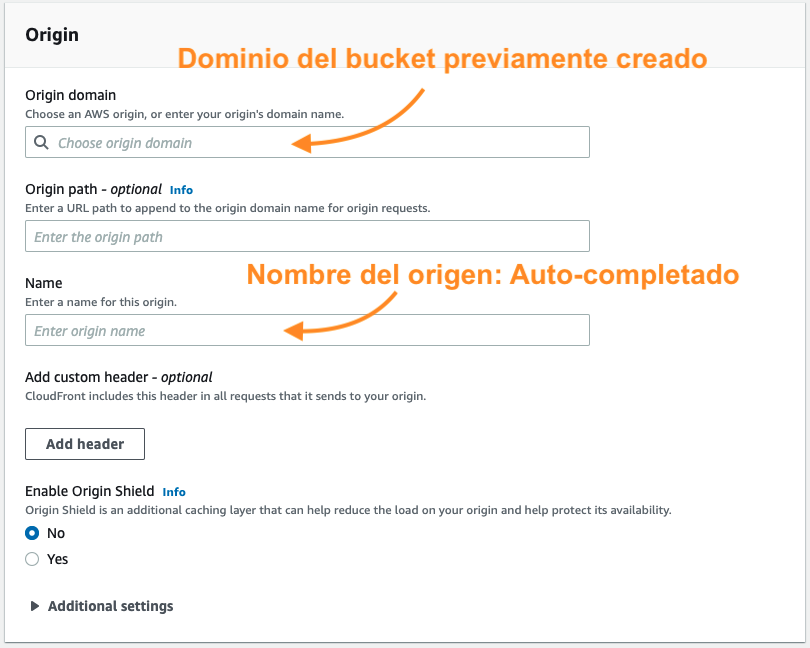 Origin
Dominio del bucket previamente creado
Origin domain
Choose an AWS origin, or enter your origin's domain name.
Choose origin domain
Origin path - optional Info
Enter a URL path to append to the origin domain name for origin requests.
Enter the origin path
Nombre del origen: Auto-completado
Name
Enter a name for this origin.
Enter origin name
Add custom header - optional
CloudFront includes this header in all requests that it sends to your origin.
Add header
Enable Origin Shield Info
Origin Shield is an additional caching layer that can help reduce the load on your origin and help protect its availability.
No
Yes
Additional settings